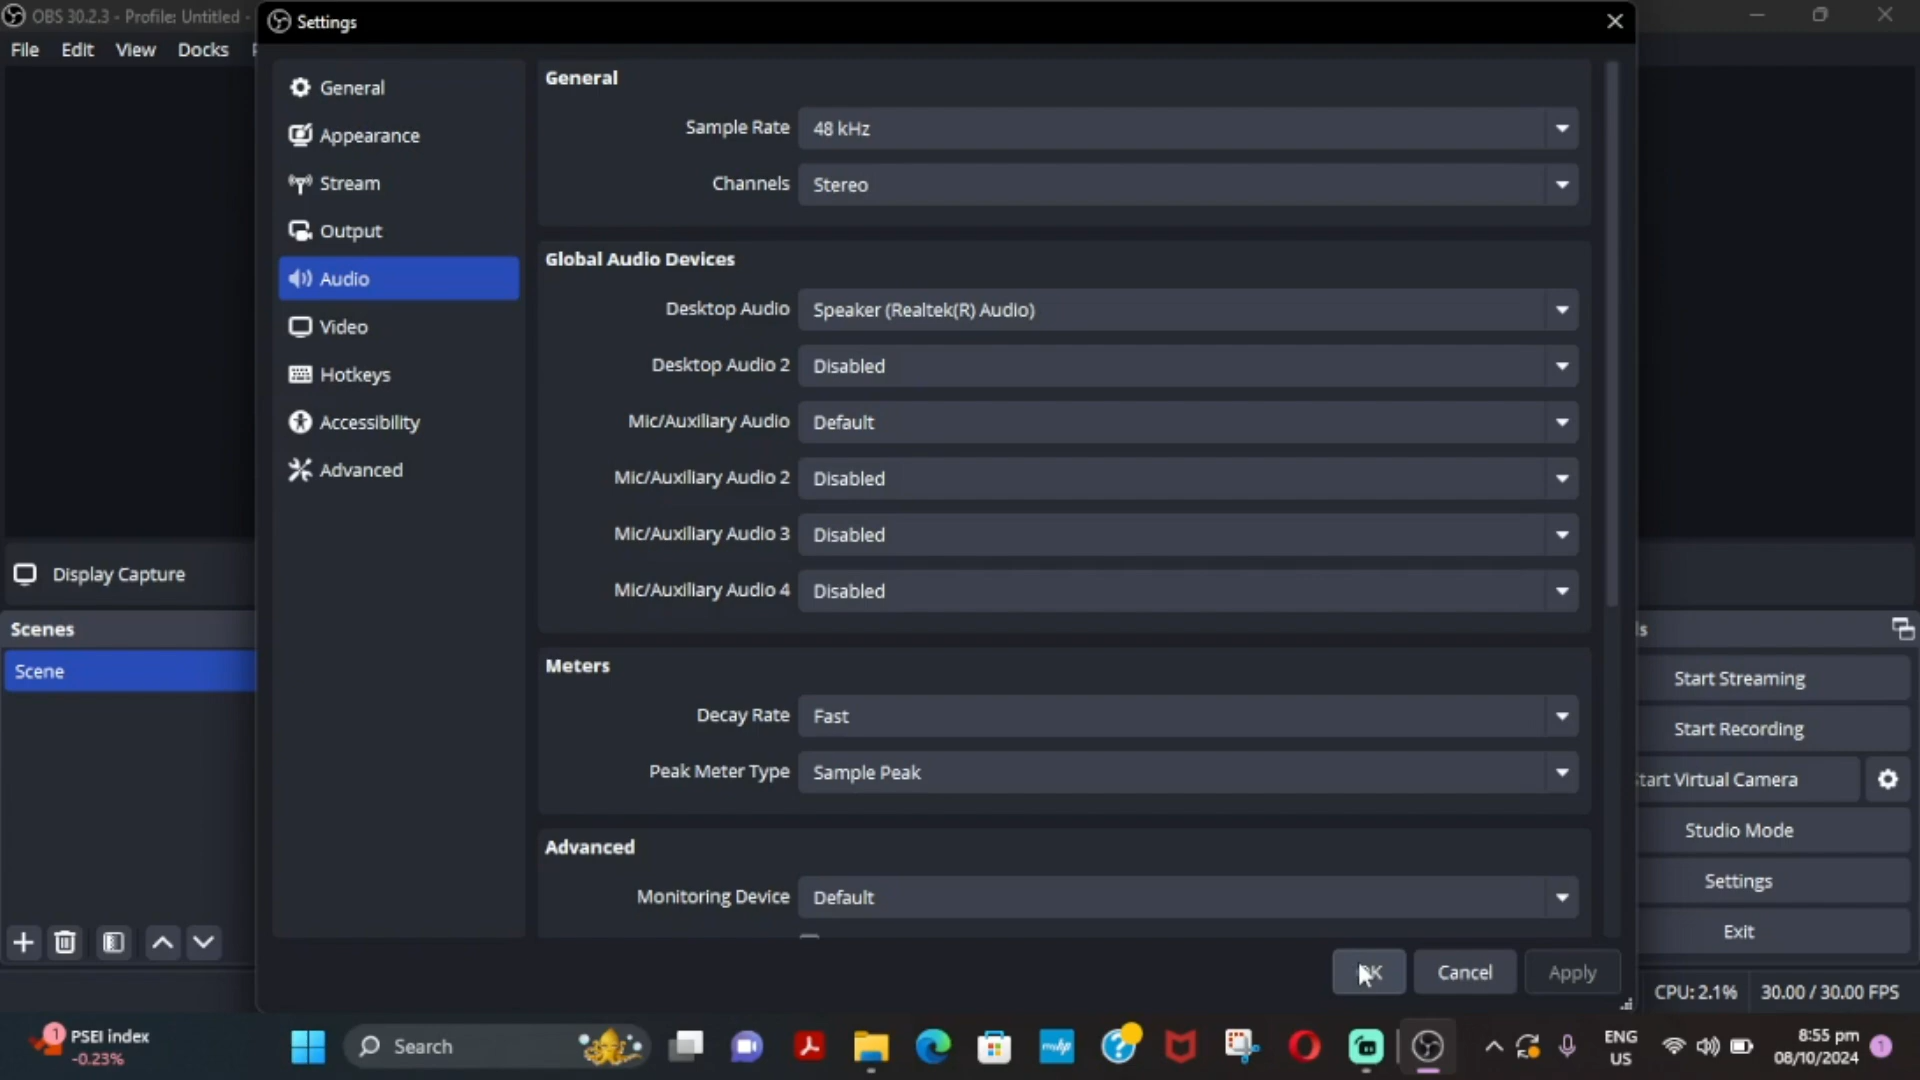 OBS 30.2.3 - Profile: Untitled -
File Edit View Docks
Settings
General
Appearance
Stream
Output
Audio
Video
Hotkeys
Accessibility
Advanced
General
Sample Rate 48 kHz
Channels Stereo
Global Audio Devices
Desktop Audio Speaker (Realtek(R) Audio)
Desktop Audio 2 Disabled
Mic/Auxiliary Audio Default
Mic/Auxiliary Audio 2 Disabled
Mic/Auxiliary Audio 3 Disabled
Mic/Auxiliary Audio 4 Disabled
Meters
Decay Rate Fast
Peak Meter Type Sample Peak
Advanced
Monitoring Device Default
OK Cancel Apply
Display Capture
Scenes
Scene
Start Streaming
Start Recording
Start Virtual Camera
Studio Mode
Settings
Exit
CPU: 2.1% 30.00 / 30.00 FPS
1
PSEI index
-0.23%
Search
mhp
ENG
US
8:55 pm
08/10/2024
1